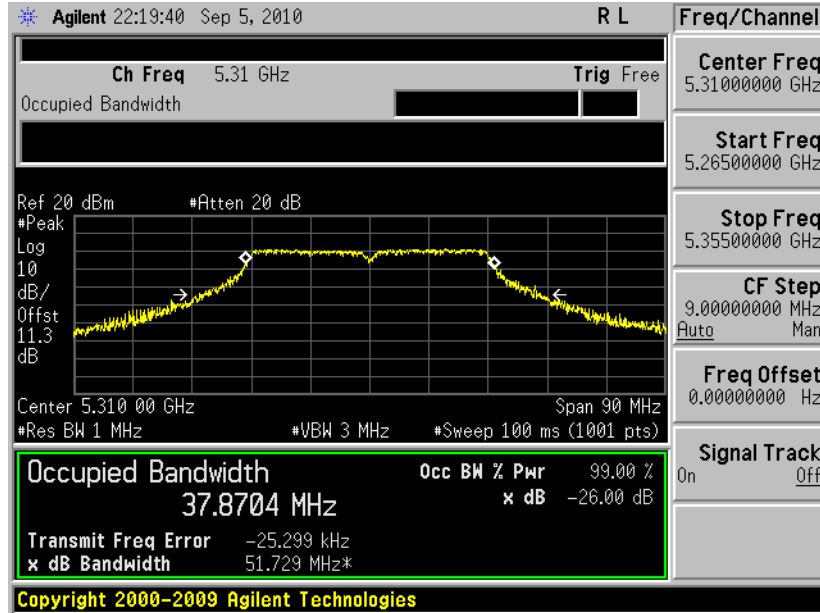 Agilent 22:19:40 Sep 5, 2010 R L
Freq/Channel
Ch Freq 5.31 GHz Trig Free
Occupied Bandwidth
Center Freq
5.31000000 GHz
Start Freq
5.26500000 GHz
Stop Freq
5.35500000 GHz
CF Step
9.00000000 MHz
Auto Man
Freq Offset
0.00000000 Hz
Signal Track
On Off
Ref 20 dBm #Atten 20 dB
#Peak
Log
10
dB/
Offst
11.3
dB
Center 5.310 00 GHz Span 90 MHz
#Res BW 1 MHz #VBW 3 MHz #Sweep 100 ms (1001 pts)
Occupied Bandwidth Occ BW % Pwr 99.00 %
37.8704 MHz x dB -26.00 dB
Transmit Freq Error -25.299 kHz
x dB Bandwidth 51.729 MHz*
Copyright 2000-2009 Agilent Technologies